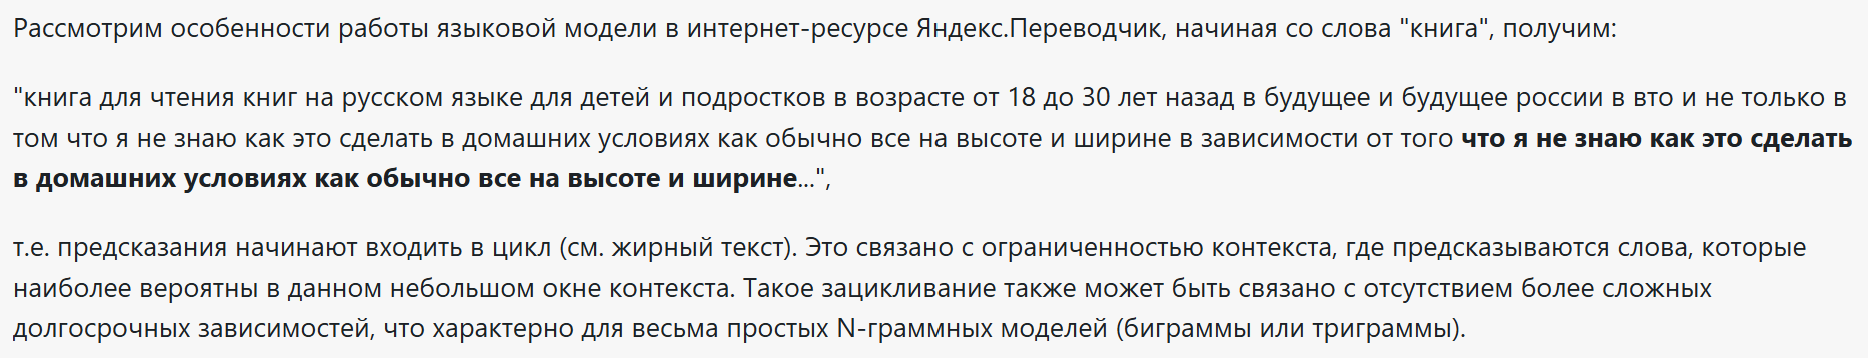 Рассмотрим особенности работы языковой модели в интернет-ресурсе Яндекс.Переводчик, начиная со слова "книга", получим:
"книга для чтения книг на русском языке для детей и подростков в возрасте от 18 до 30 лет назад в будущее и будущее россии в вто и не только в
том что я не знаю как это сделать в домашних условиях как обычно все на высоте и ширине в зависимости от того что я не знаю как это сделать
в домашних условиях как обычно все на высоте и ширине...",
т.е. предсказания начинают входить в цикл (см. жирный текст). Это связано с ограниченностью контекста, где предсказываются слова, которые
наиболее вероятны в данном небольшом окне контекста. Такое зацикливание также может быть связано с отсутствием более сложных
долгосрочных зависимостей, что характерно для весьма простых N-граммных моделей (биграммы или триграммы).